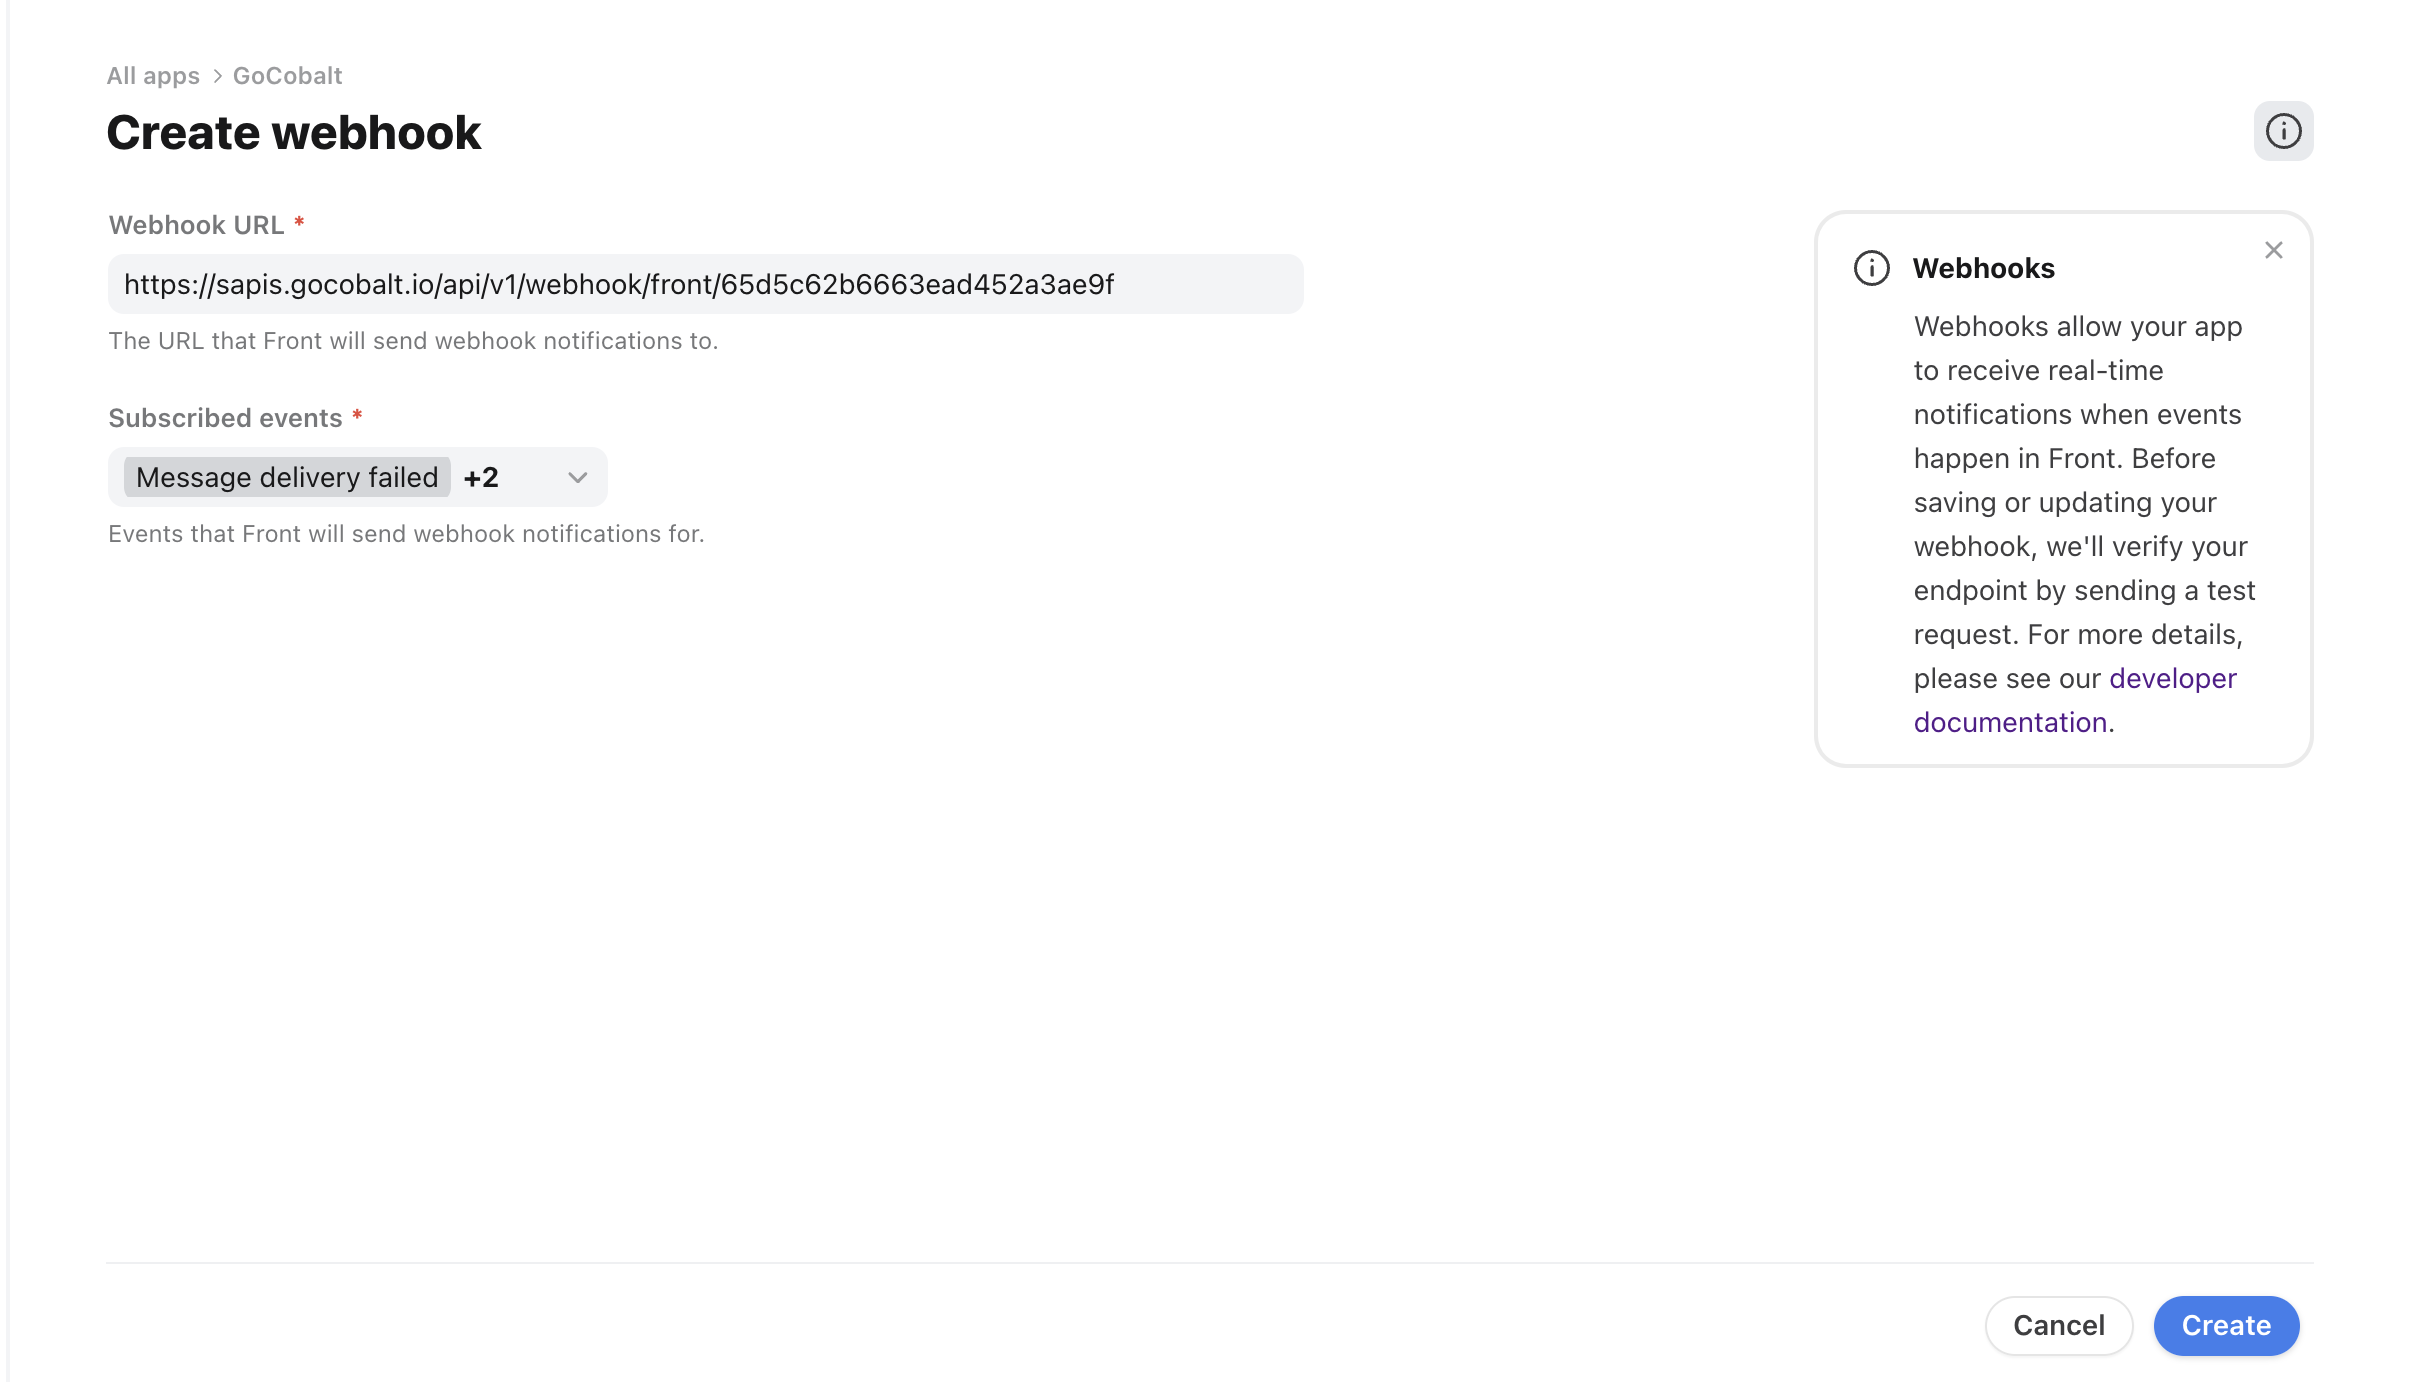 All apps > GoCobalt
Create webhook
Webhook URL *
https://sapis.gocobalt.io/api/v1/webhook/front/65d5c62b6663ead452a3ae9f
The URL that Front will send webhook notifications to.
Subscribed events *
Message delivery failed +2
Events that Front will send webhook notifications for.
Webhooks
Webhooks allow your app
to receive real-time
notifications when events
happen in Front. Before
saving or updating your
webhook, we'll verify your
endpoint by sending a test
request. For more details,
please see our developer
documentation.
Cancel
Create